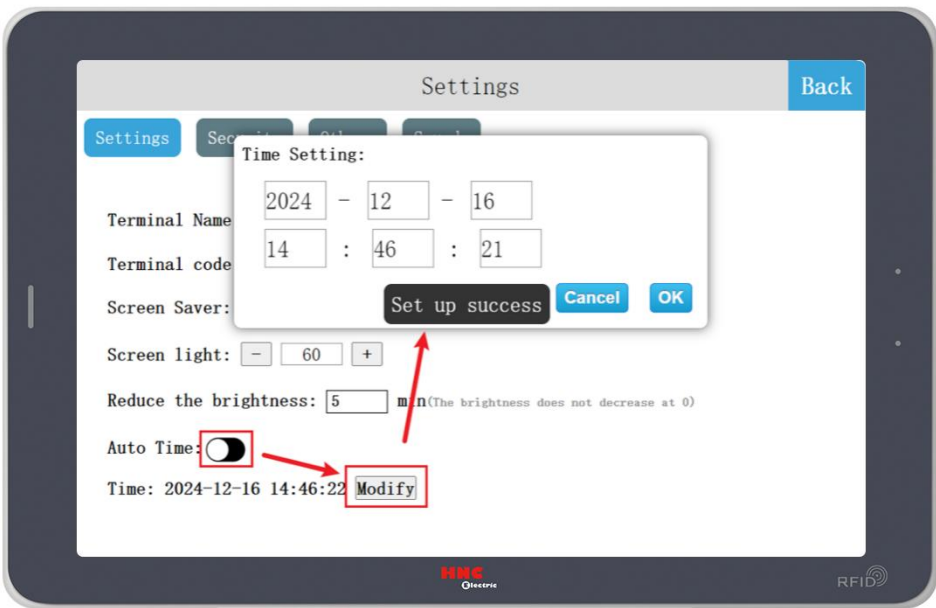 Settings
Back
Settings
Time Setting:
2024 - 12 - 16
14 : 46 : 21
Set up success
Cancel
OK
Terminal Name
Terminal code
Screen Saver:
Screen light: - 60 +
Reduce the brightness: 5 min(The brightness does not decrease at 0)
Auto Time:
Time: 2024-12-16 14:46:22 Modify
HNC
Electric
RFID